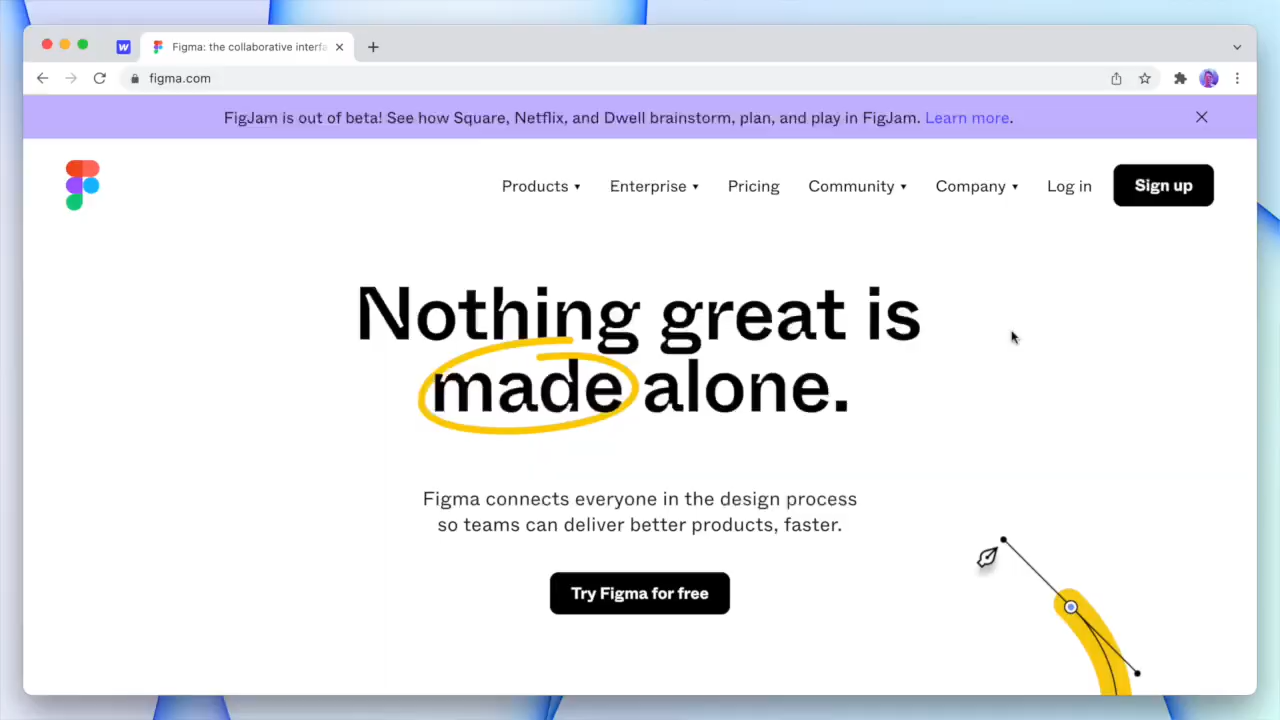 W
Figma: the collaborative interfa
figma.com
FigJam is out of beta! See how Square, Netflix, and Dwell brainstorm, plan, and play in FigJam. Learn more.
Products Enterprise Pricing Community Company Log in Sign up
Nothing great is
made alone.
Figma connects everyone in the design process
so teams can deliver better products, faster.
Try Figma for free